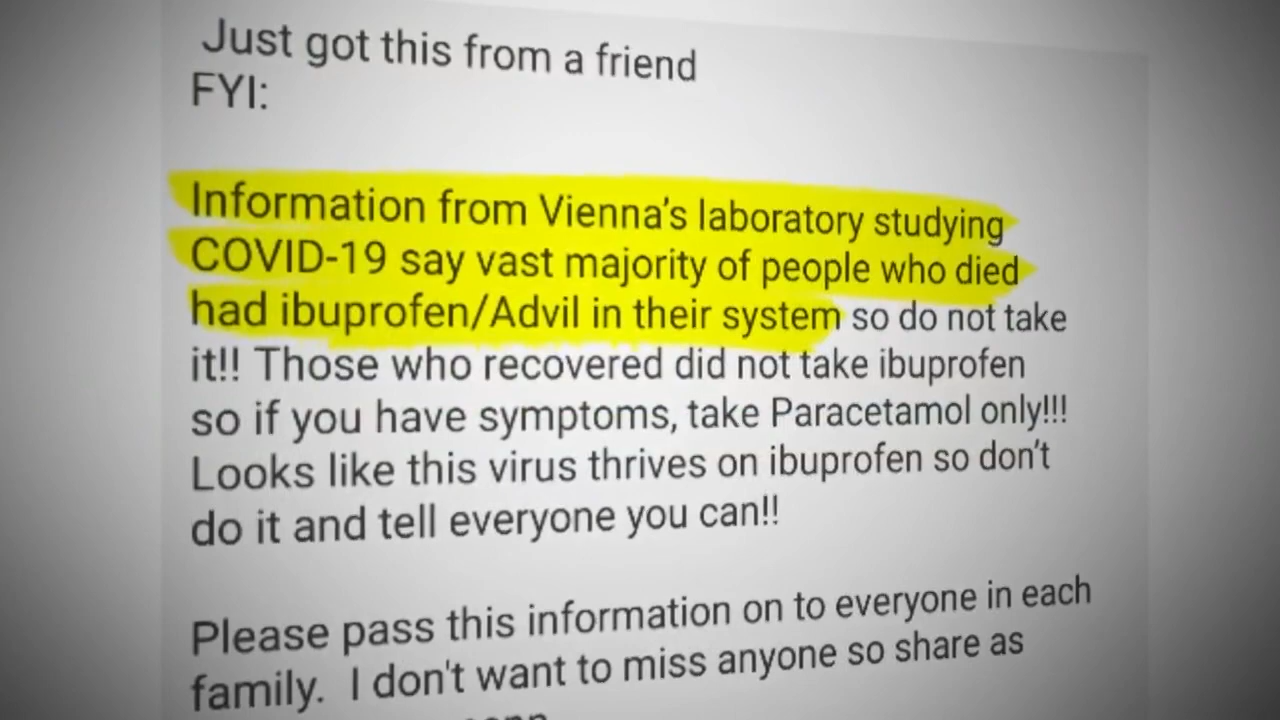 Just got this from a friend
FYI:
Information from Vienna's laboratory studying
COVID-19 say vast majority of people who died
had ibuprofen/Advil in their system so do not take
it!! Those who recovered did not take ibuprofen
so if you have symptoms, take Paracetamol only!!!
Looks like this virus thrives on ibuprofen so don't
do it and tell everyone you can!!
Please pass this information on to everyone in each
family.  I don't want to miss anyone so share as